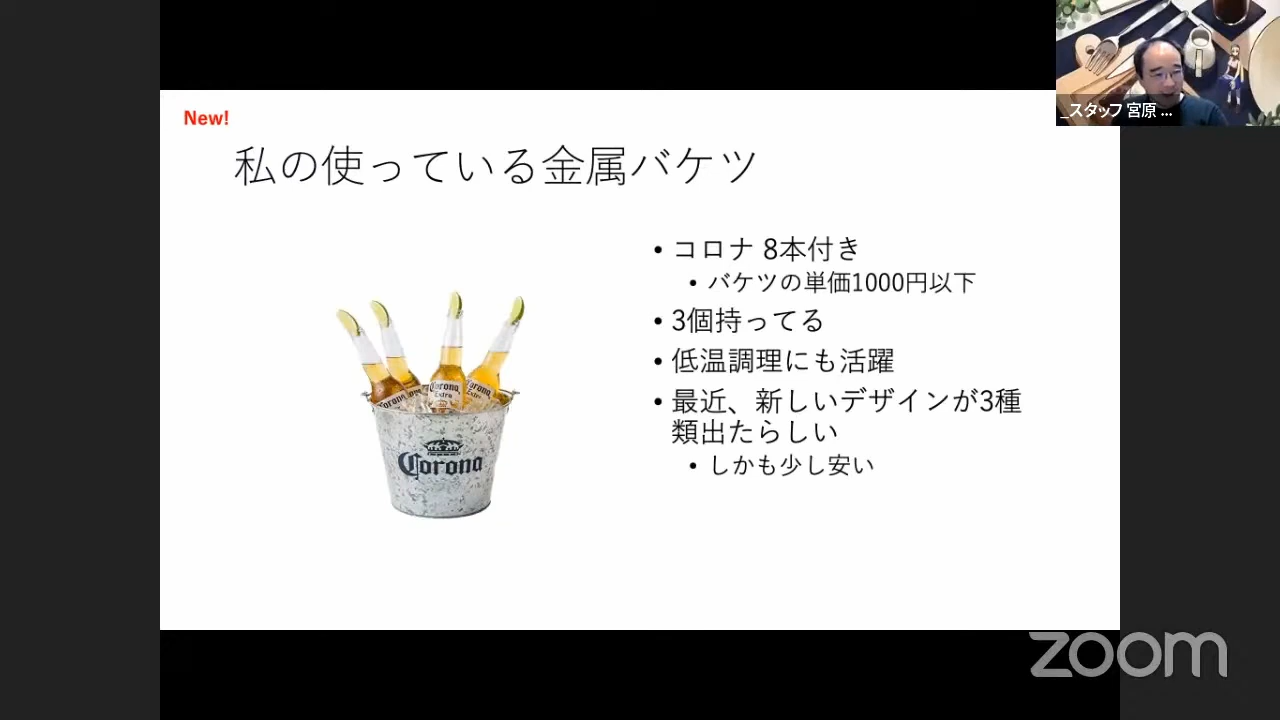 New!
私の使っている金属バケツ
• コロナ 8本付き
• バケツの単価1000円以下
• 3個持ってる
• 低温調理にも活躍
• 最近、新しいデザインが3種
類出たらしい
• しかも少し安い
Corona
Corona
Extra
Corona
Corona
_スタッフ 宮原 ...
zoom